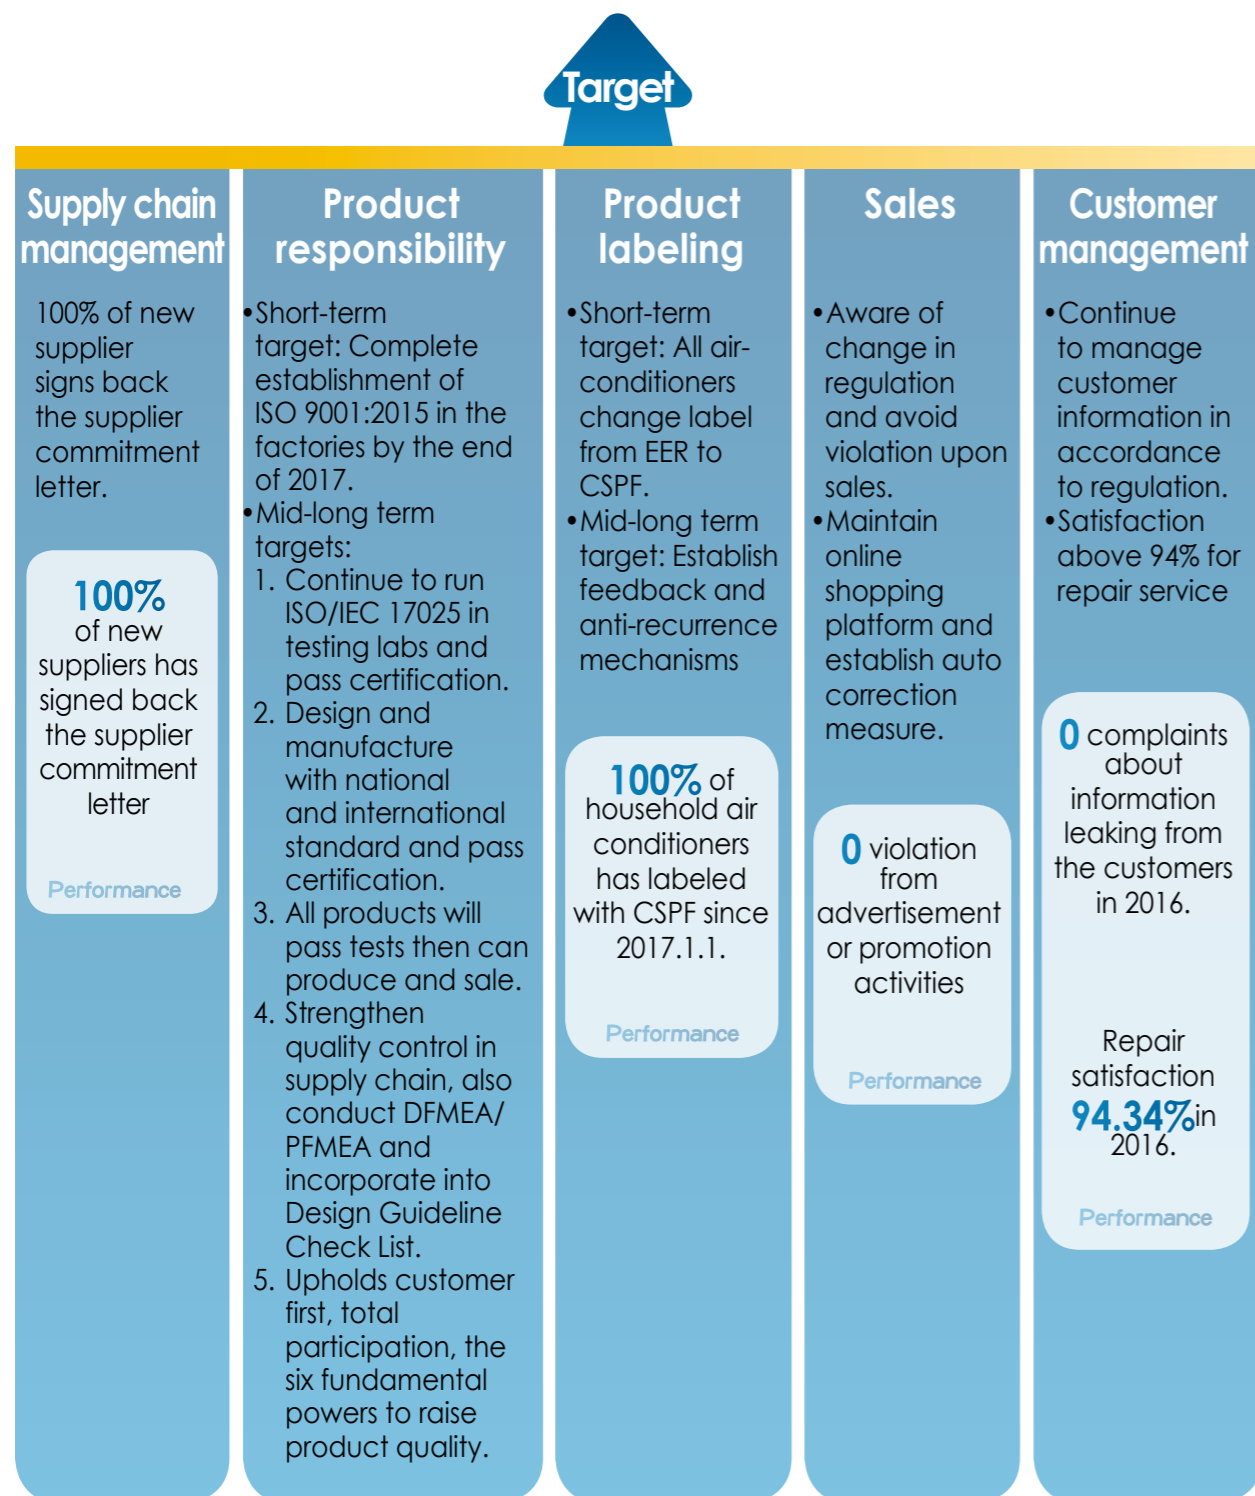 Target
Supply chain
management
100% of new
supplier
signs back
the supplier
commitment
letter.
100%
of new
suppliers has
signed back
the supplier
commitment
letter
Performance
Product
responsibility
•Short-term
target: Complete
establishment of
ISO 9001:2015 in the
factories by the end
of 2017.
•Mid-long term
targets:
1. Continue to run
ISO/IEC 17025 in
testing labs and
pass certification.
2. Design and
manufacture
with national
and international
standard and pass
certification.
3. All products will
pass tests then can
produce and sale.
4. Strengthen
quality control in
supply chain, also
conduct DFMEA/
PFMEA and
incorporate into
Design Guideline
Check List.
5. Upholds customer
first, total
participation, the
six fundamental
powers to raise
product quality.
Product
labeling
•Short-term
target: All air-
conditioners
change label
from EER to
CSPF.
•Mid-long term
target: Establish
feedback and
anti-recurrence
mechanisms
100% of
household air
conditioners
has labeled
with CSPF since
2017.1.1.
Performance
Sales
•Aware of
change in
regulation
and avoid
violation upon
sales.
•Maintain
online
shopping
platform and
establish auto
correction
measure.
0 violation
from
advertisement
or promotion
activities
Performance
Customer
management
•Continue
to manage
customer
information in
accordance
to regulation.
•Satisfaction
above 94% for
repair service
0 complaints
about
information
leaking from
the customers
in 2016.
Repair
satisfaction
94.34%in
2016.
Performance